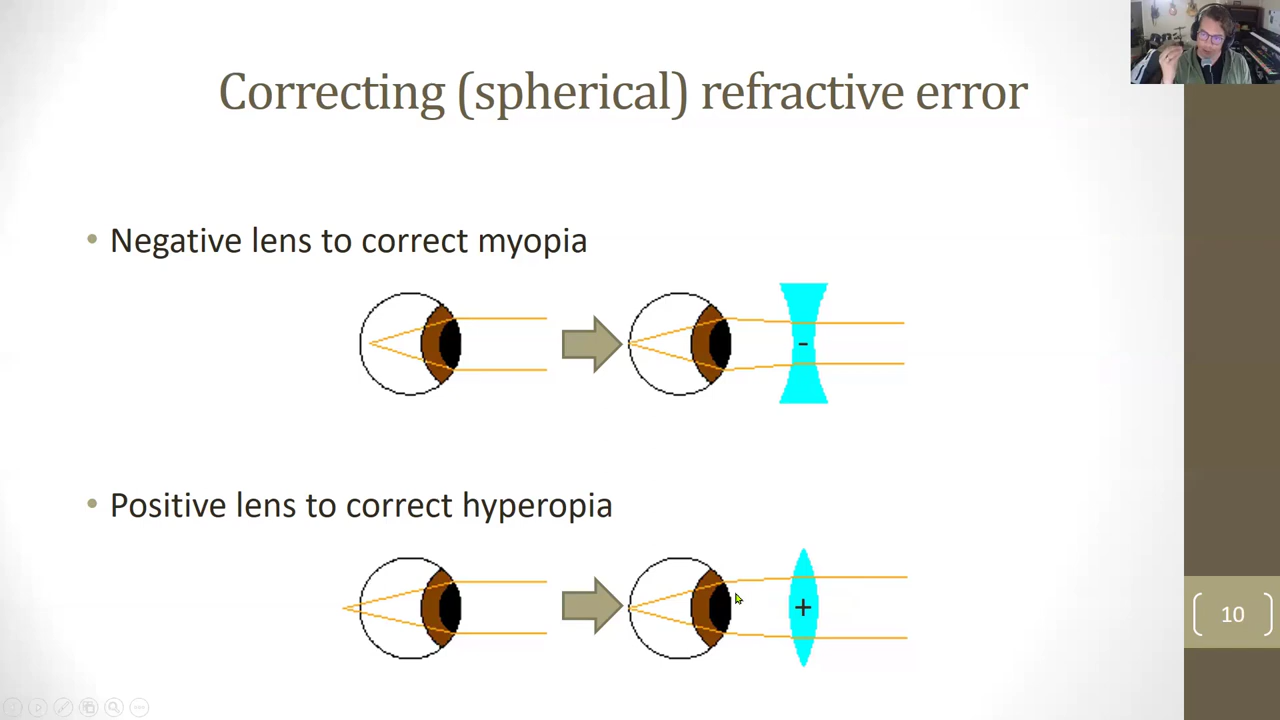 Correcting (spherical) refractive error
• Negative lens to correct myopia
-
• Positive lens to correct hyperopia
+
10